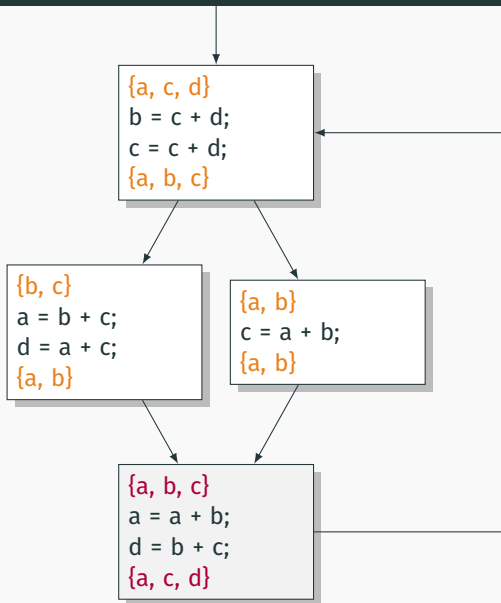 {a, c, d}
b = c + d;
c = c + d;
{a, b, c}
{b, c}
a = b + c;
d = a + c;
{a, b}
{a, b}
c = a + b;
{a, b}
{a, b, c}
a = a + b;
d = b + c;
{a, c, d}